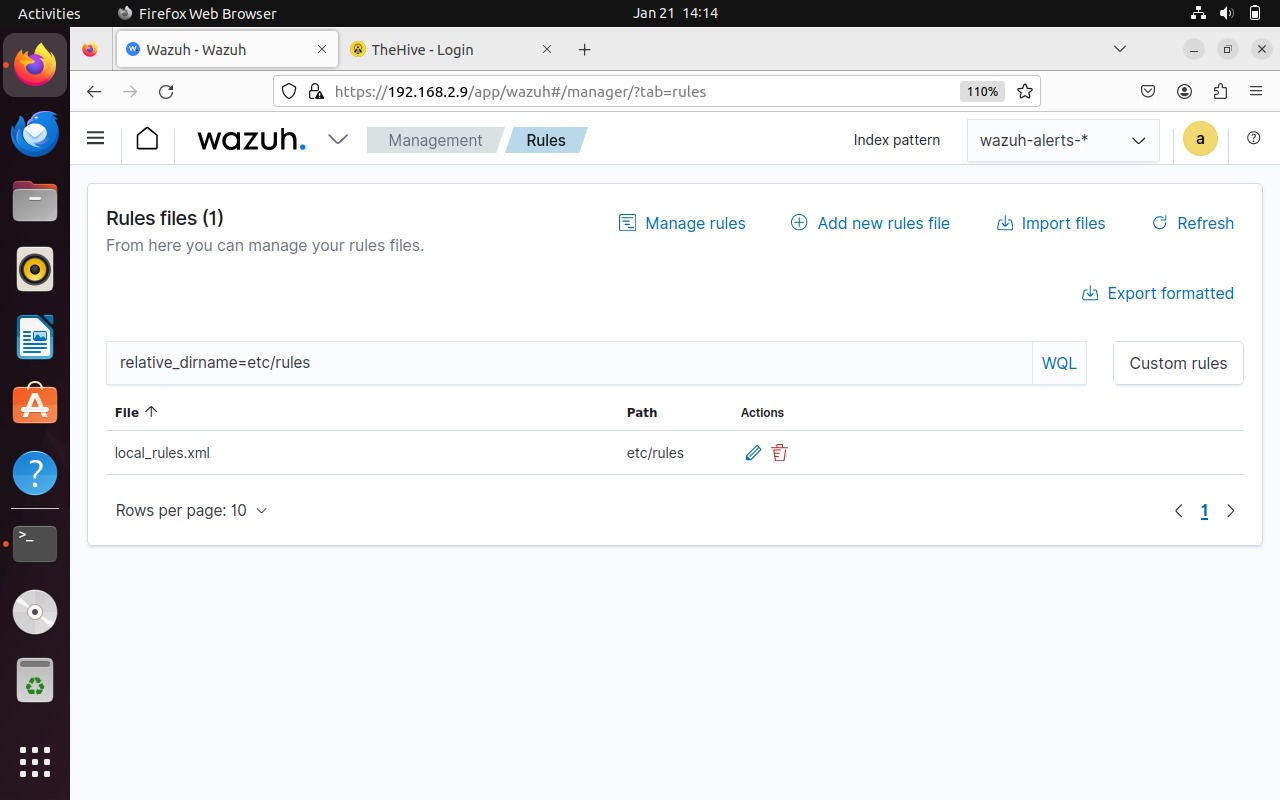 Activities
Firefox Web Browser
Jan 21 14:14
Wazuh - Wazuh
TheHive - Login
https://192.168.2.9/app/wazuh#/manager/?tab=rules
110%
wazuh.
Management
Rules
Index pattern
wazuh-alerts-*
a
Rules files (1)
From here you can manage your rules files.
Manage rules
Add new rules file
Import files
Refresh
Export formatted
relative_dirname=etc/rules
WQL
Custom rules
File
Path
Actions
local_rules.xml
etc/rules
Rows per page: 10
1